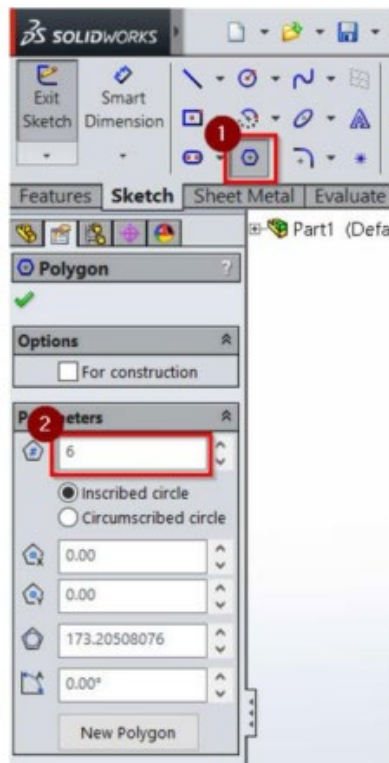 DS SOLIDWORKS
Exit Sketch
Smart Dimension
1
Features Sketch Sheet Metal Evaluate
Part1 (Defa
Polygon ?
Options
For construction
2
6
Inscribed circle
Circumscribed circle
0.00
0.00
173.20508076
0.00°
New Polygon